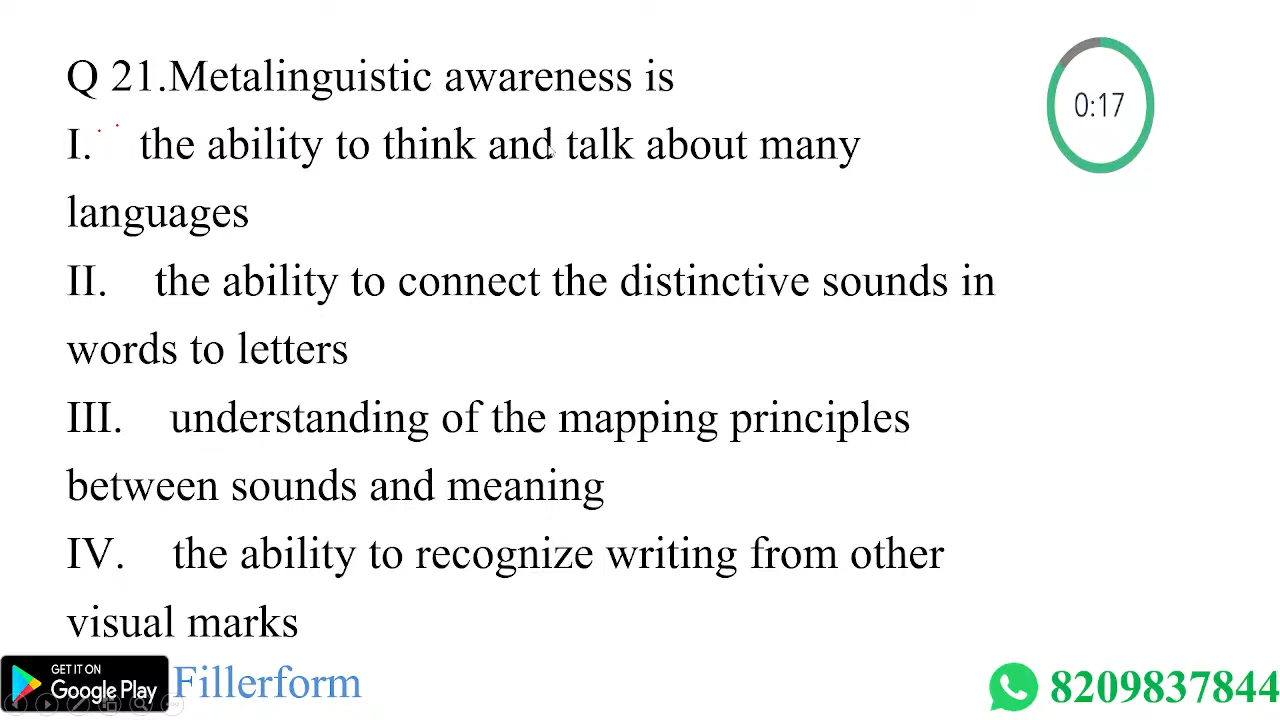 Q 21.Metalinguistic awareness is
0:17
I. the ability to think and talk about many
languages
II. the ability to connect the distinctive sounds in
words to letters
III. understanding of the mapping principles
between sounds and meaning
IV. the ability to recognize writing from other
visual marks
GET IT ON
Google Play
Fillerform
8209837844